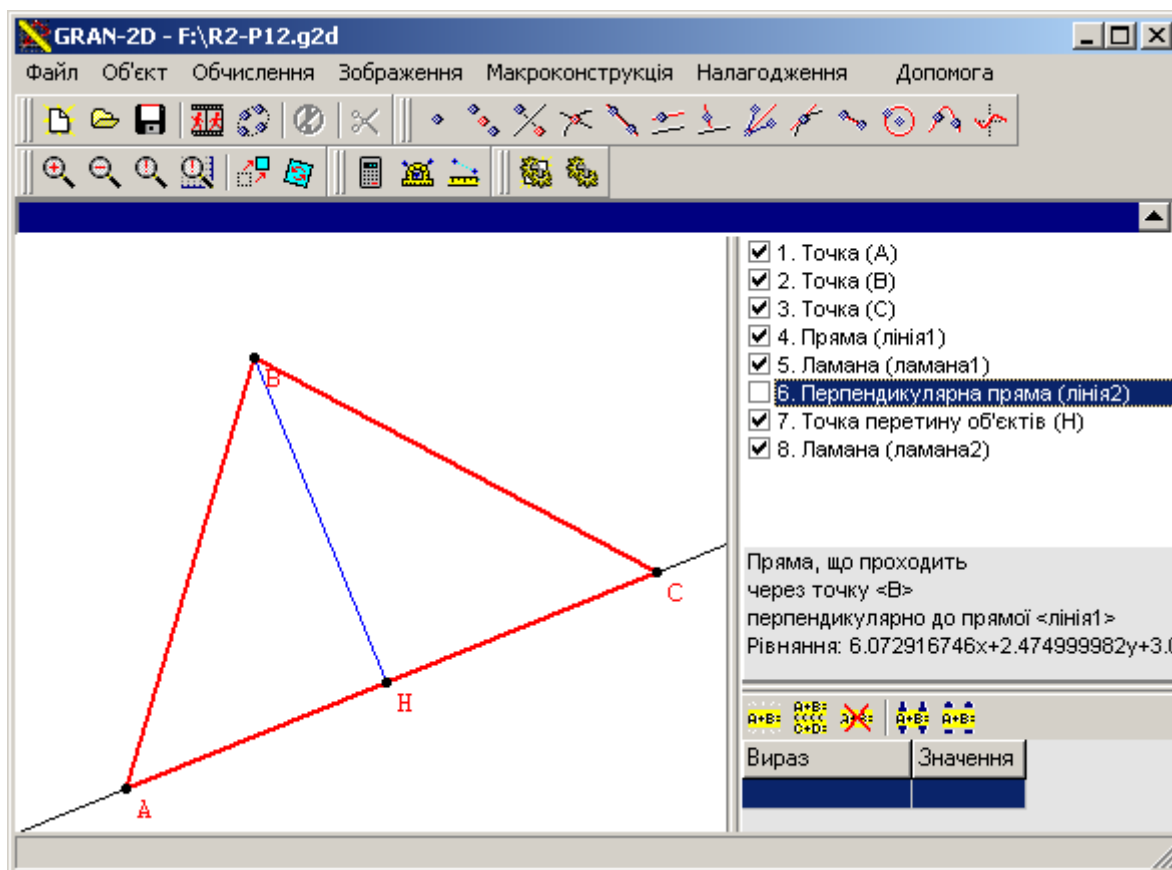 GRAN-2D - F:\R2-P12.g2d
Файл Об'єкт Обчислення Зображення Макроконструкція Налагодження Допомога
1. Точка (A)
2. Точка (B)
3. Точка (C)
4. Пряма (лінія1)
5. Ламана (ламана1)
6. Перпендикулярна пряма (лінія2)
7. Точка перетину об'єктів (H)
8. Ламана (ламана2)
B
C
H
A
Пряма, що проходить
через точку <B>
перпендикулярно до прямої <лінія1>
Рівняння: 6.072916746x+2.474999982y+3.0
A+B= A+B= C+D= A+B= A+B= A+B=
Вираз Значення